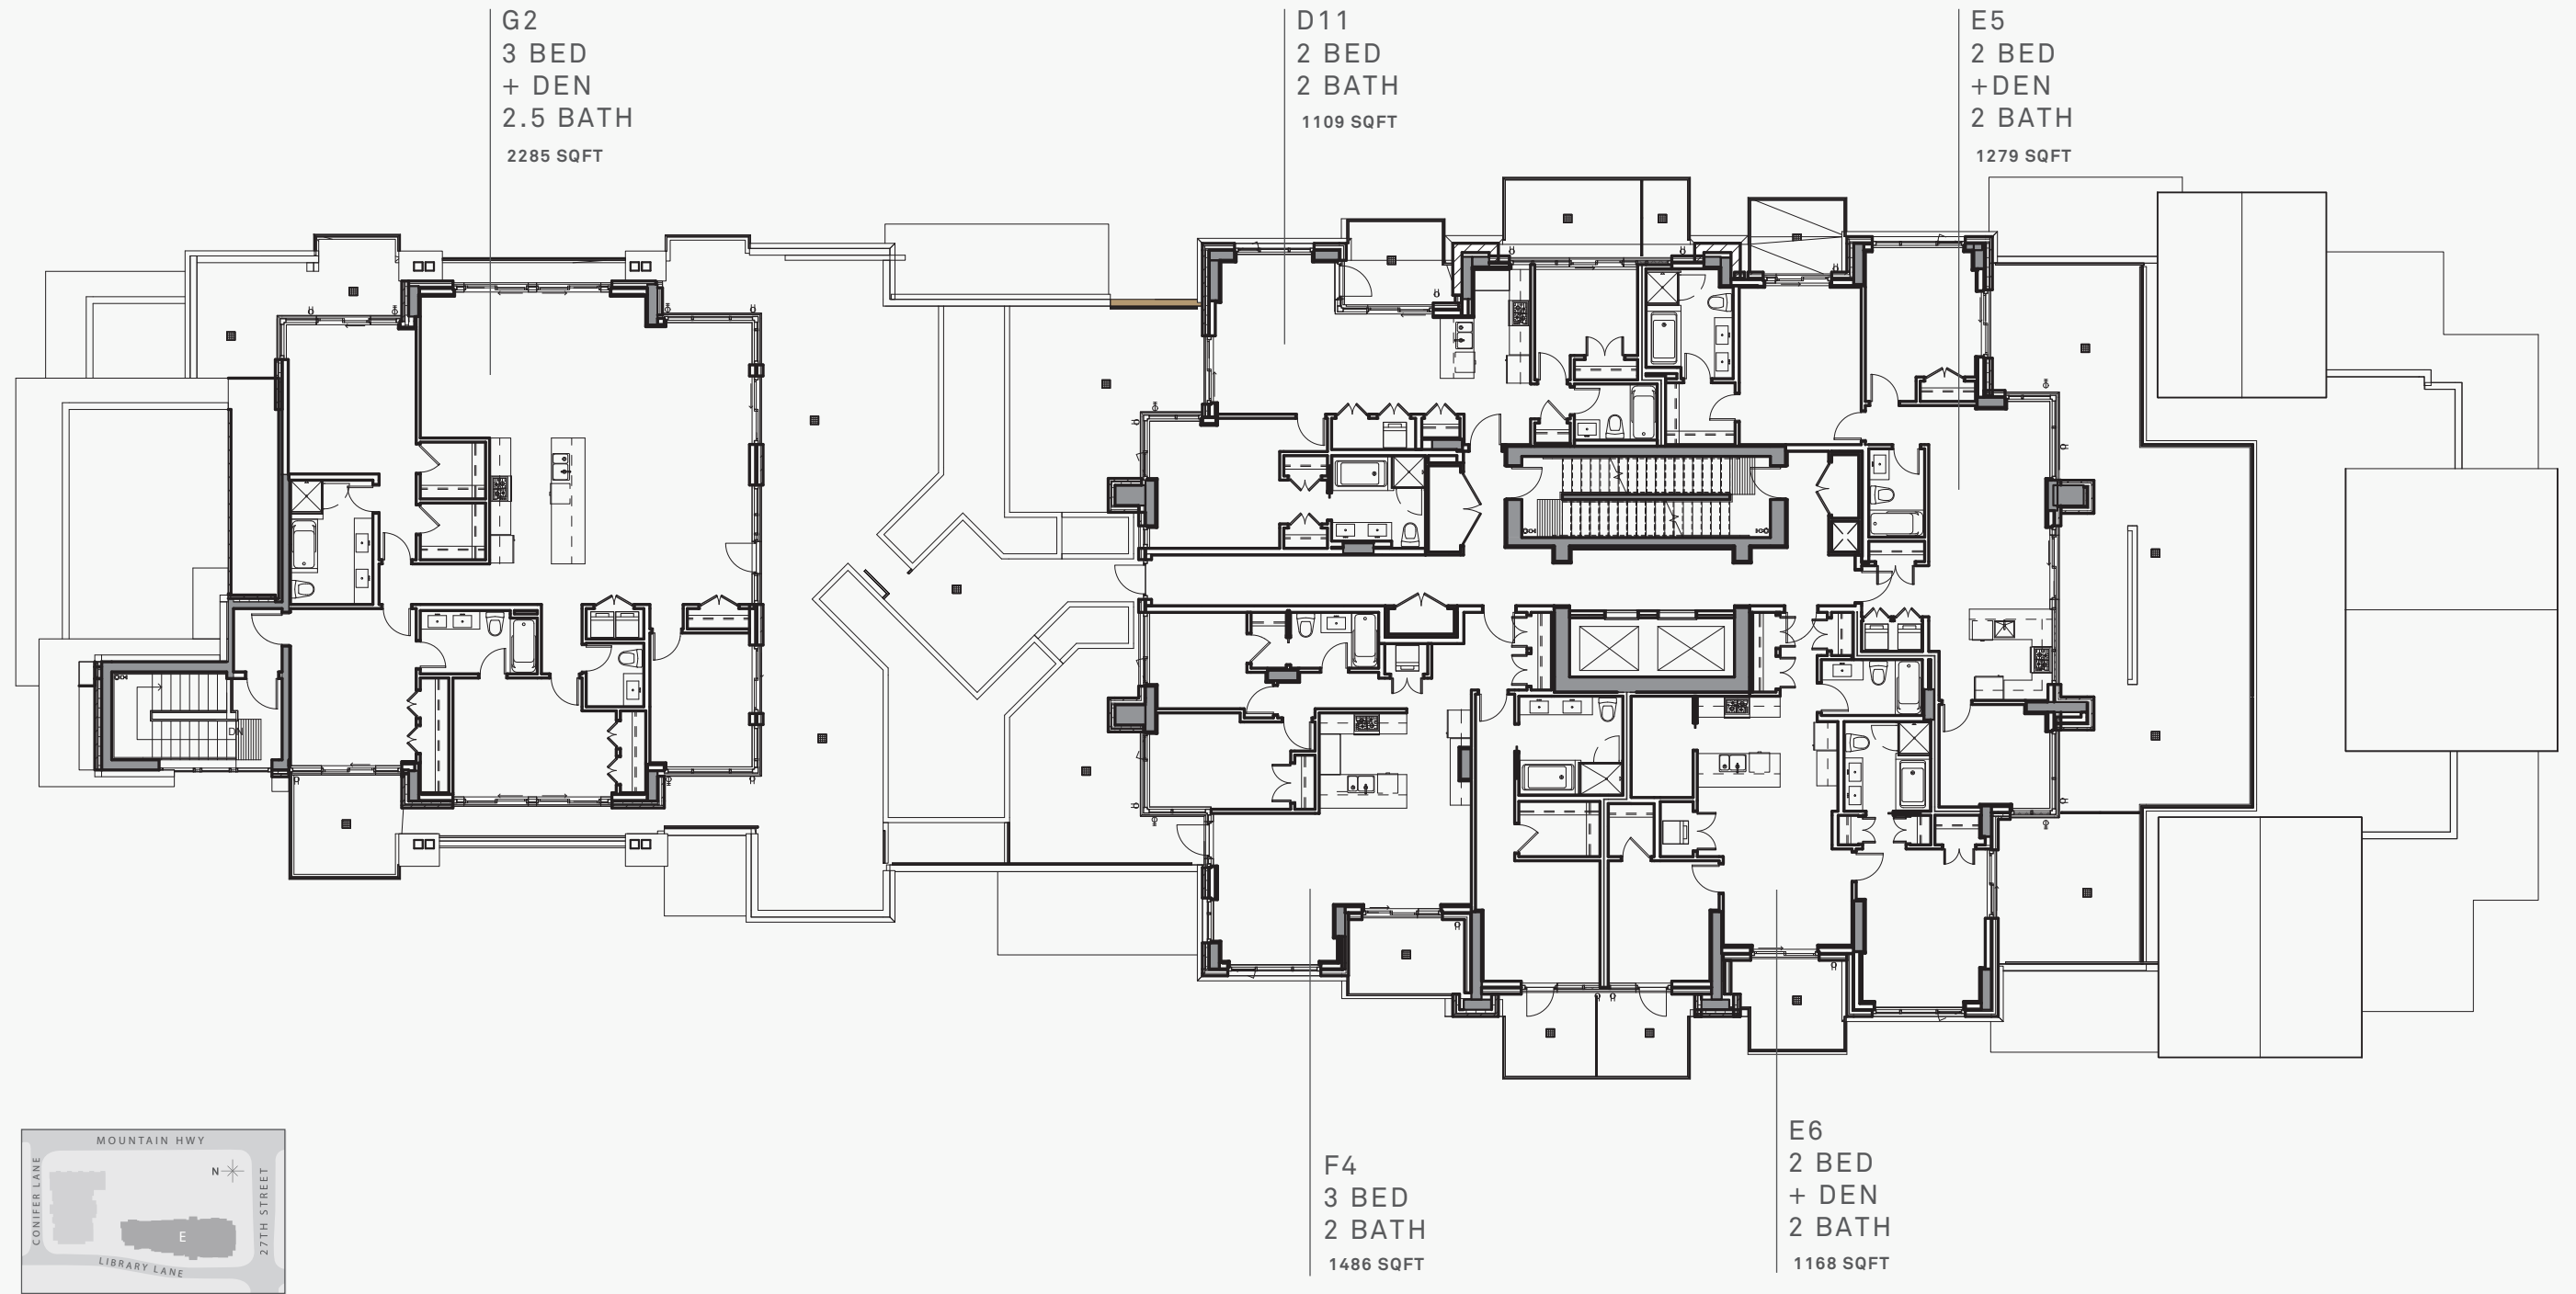 G2
3 BED
+ DEN
2.5 BATH
2285 SQFT
D11
2 BED
2 BATH
1109 SQFT
E5
2 BED
+DEN
2 BATH
1279 SQFT
DN
F4
3 BED
2 BATH
1486 SQFT
E6
2 BED
+ DEN
2 BATH
1168 SQFT
MOUNTAIN HWY
N
CONIFER LANE
27TH STREET
E
LIBRARY LANE